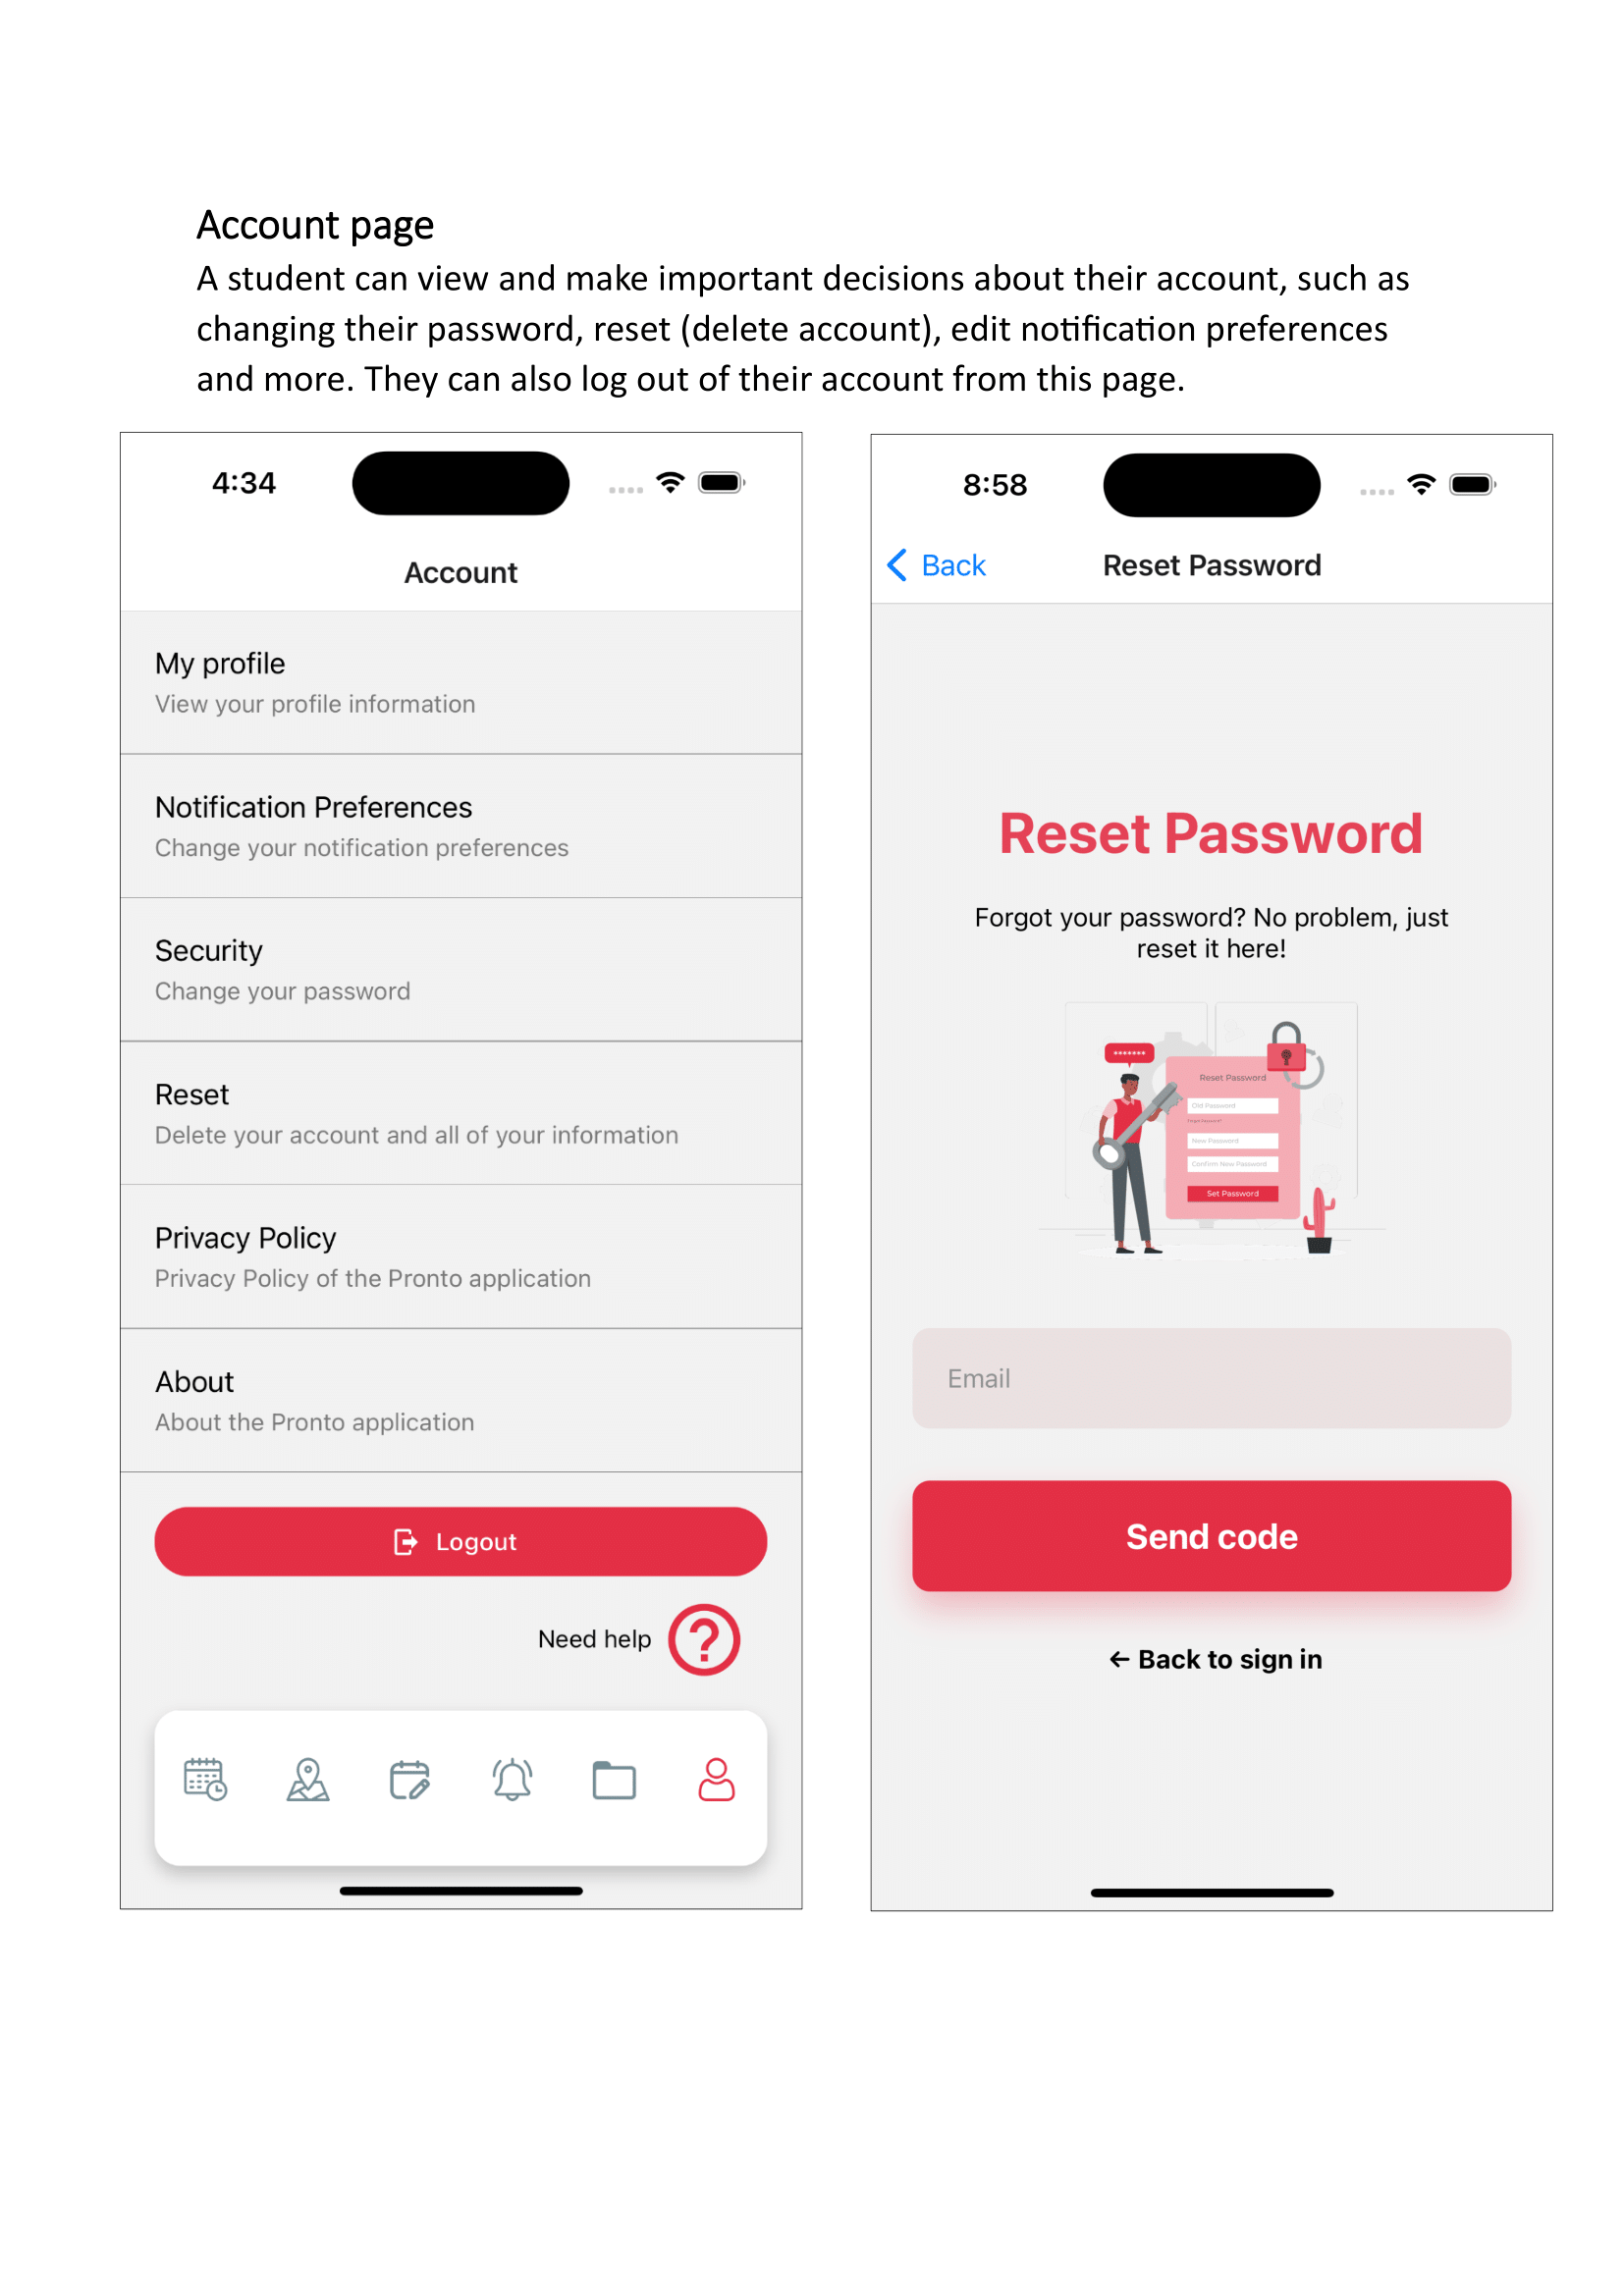 Account page
A student can view and make important decisions about their account, such as
changing their password, reset (delete account), edit notification preferences
and more. They can also log out of their account from this page.
4:34
Account
My profile
View your profile information
Notification Preferences
Change your notification preferences
Security
Change your password
Reset
Delete your account and all of your information
Privacy Policy
Privacy Policy of the Pronto application
About
About the Pronto application
Logout
Need help
8:58
Back
Reset Password
Reset Password
Forgot your password? No problem, just
reset it here!
*******
Reset Password
Old Password
Forgot Password?
New Password
Confirm New Password
Set Password
Email
Send code
← Back to sign in